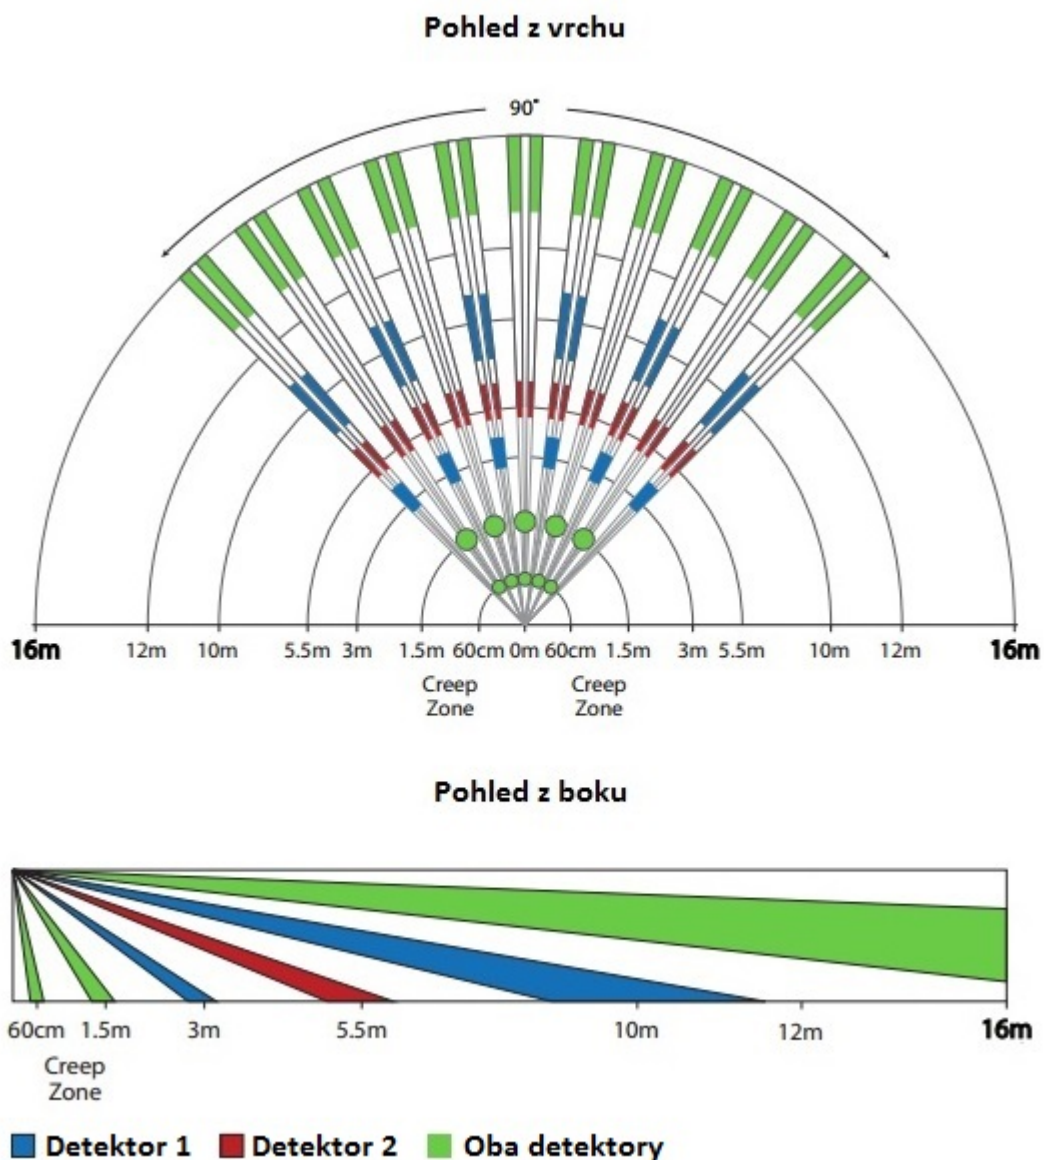 Pohled z vrchu
90°
16m 12m 10m 5.5m 3m 1.5m 60cm 0m 60cm 1.5m 3m 5.5m 10m 12m 16m
Creep Creep
Zone Zone
Pohled z boku
60cm 1.5m 3m 5.5m 10m 12m 16m
Creep
Zone
Detektor 1 Detektor 2 Oba detektory